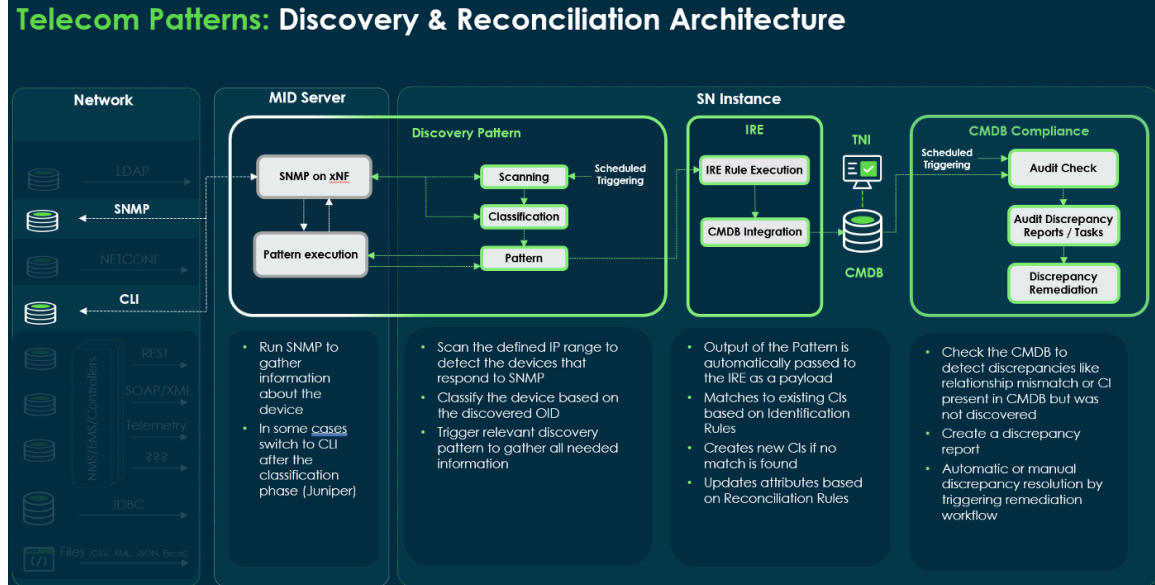 Telecom Patterns: Discovery & Reconciliation Architecture
Network
LDAP
SNMP
NETCONF
CLI
NMS/EMS/Controllers
REST
SOAP/XML
Telemetry
???
JDBC
Files (CSV, XML, JSON, Excel)
MID Server
SN Instance
Discovery Pattern
SNMP on xNF
Pattern execution
Scanning
Classification
Pattern
Scheduled
Triggering
IRE
IRE Rule Execution
CMDB Integration
TNI
CMDB
CMDB Compliance
Scheduled
Triggering
Audit Check
Audit Discrepancy
Reports / Tasks
Discrepancy
Remediation
• Run SNMP to
gather
information
about the
device
• In some cases
switch to CLI
after the
classification
phase (Juniper)
• Scan the defined IP range to
detect the devices that
respond to SNMP
• Classify the device based on
the discovered OID
• Trigger relevant discovery
pattern to gather all needed
information
• Output of the Pattern is
automatically passed to
the IRE as a payload
• Matches to existing CIs
based on Identification
Rules
• Creates new CIs if no
match is found
• Updates attributes based
on Reconciliation Rules
• Check the CMDB to
detect discrepancies like
relationship mismatch or CI
present in CMDB but was
not discovered
• Create a discrepancy
report
• Automatic or manual
discrepancy resolution by
triggering remediation
workflow